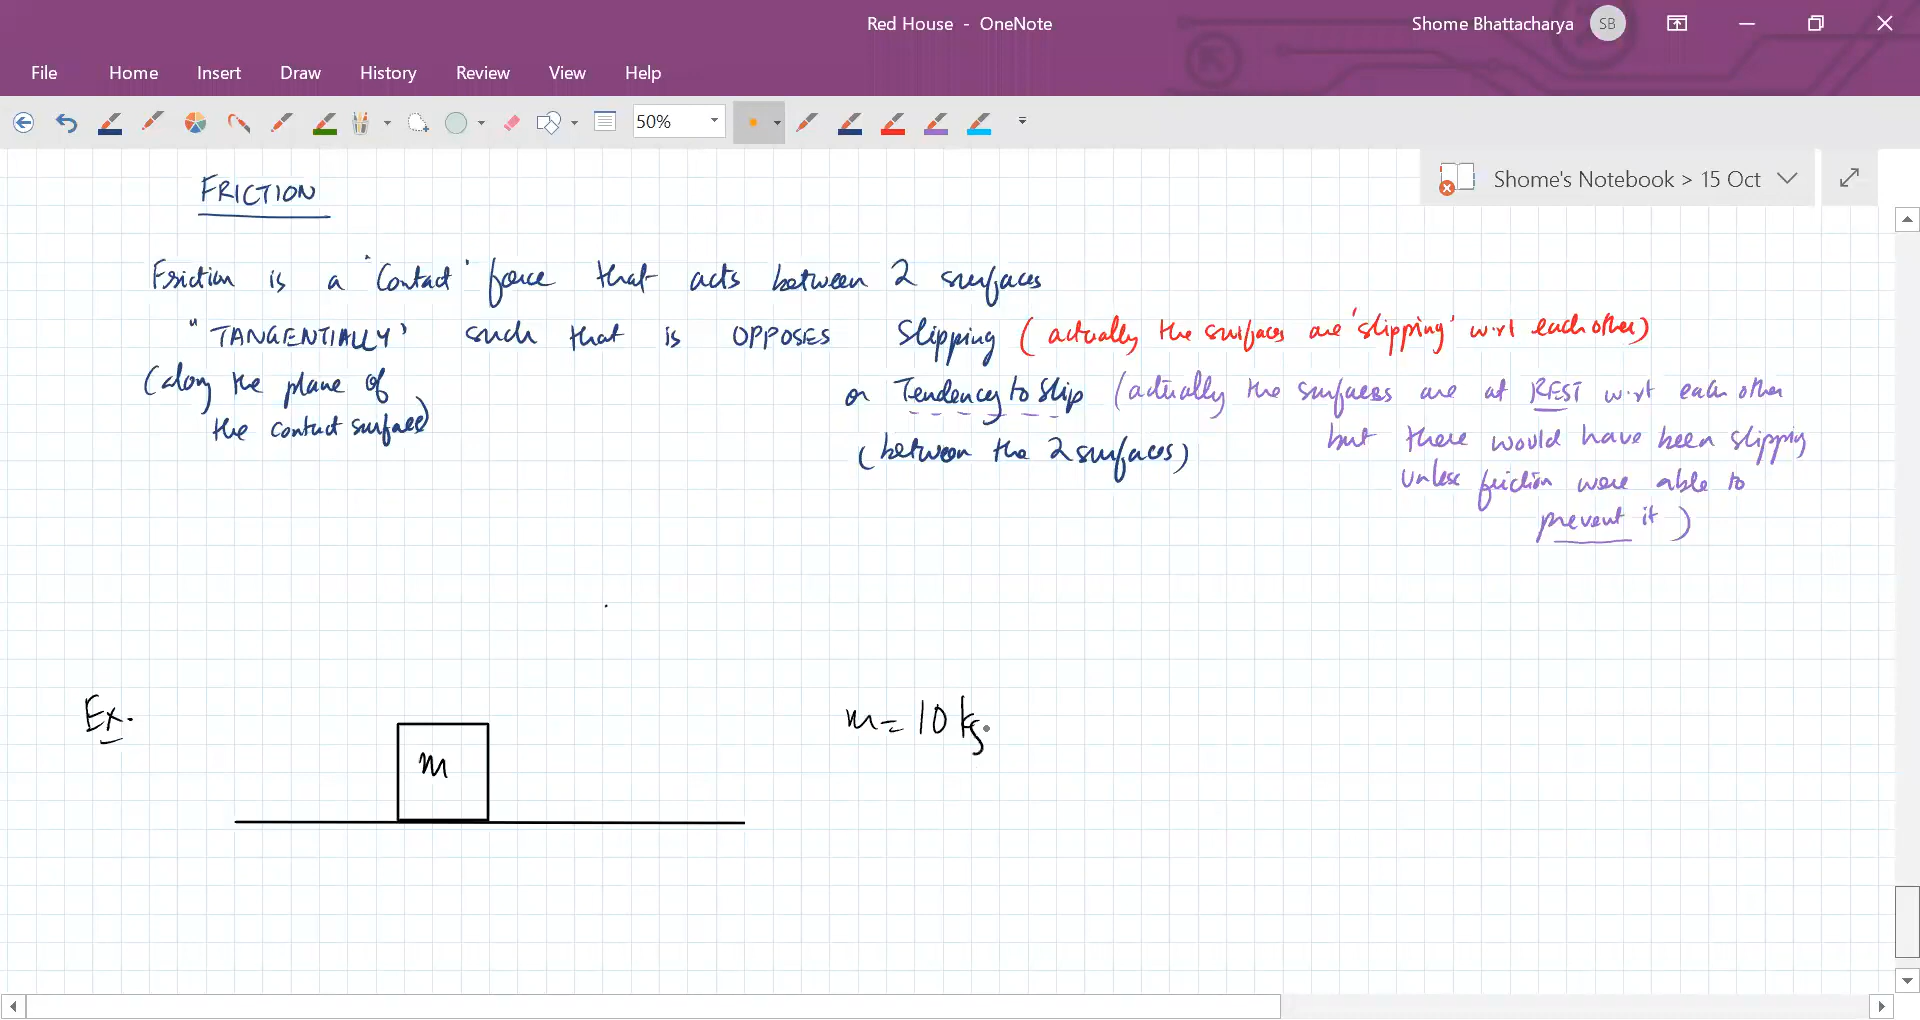 Red House - OneNote
Shome Bhattacharya SB
File Home Insert Draw History Review View Help
50%
Shome's Notebook > 15 Oct
FRICTION
Friction is a 'Contact' force that acts between 2 surfaces
"TANGENTIALLY' such that is OPPOSES Slipping (actually the surfaces are 'slipping' w.r.t each other)
(along the plane of
the contact surface)
or Tendency to slip (actually the surfaces are at REST w.r.t each other
but there would have been slipping
unless friction were able to
prevent it)
(between the 2 surfaces)
Ex.
m
m = 10 kg